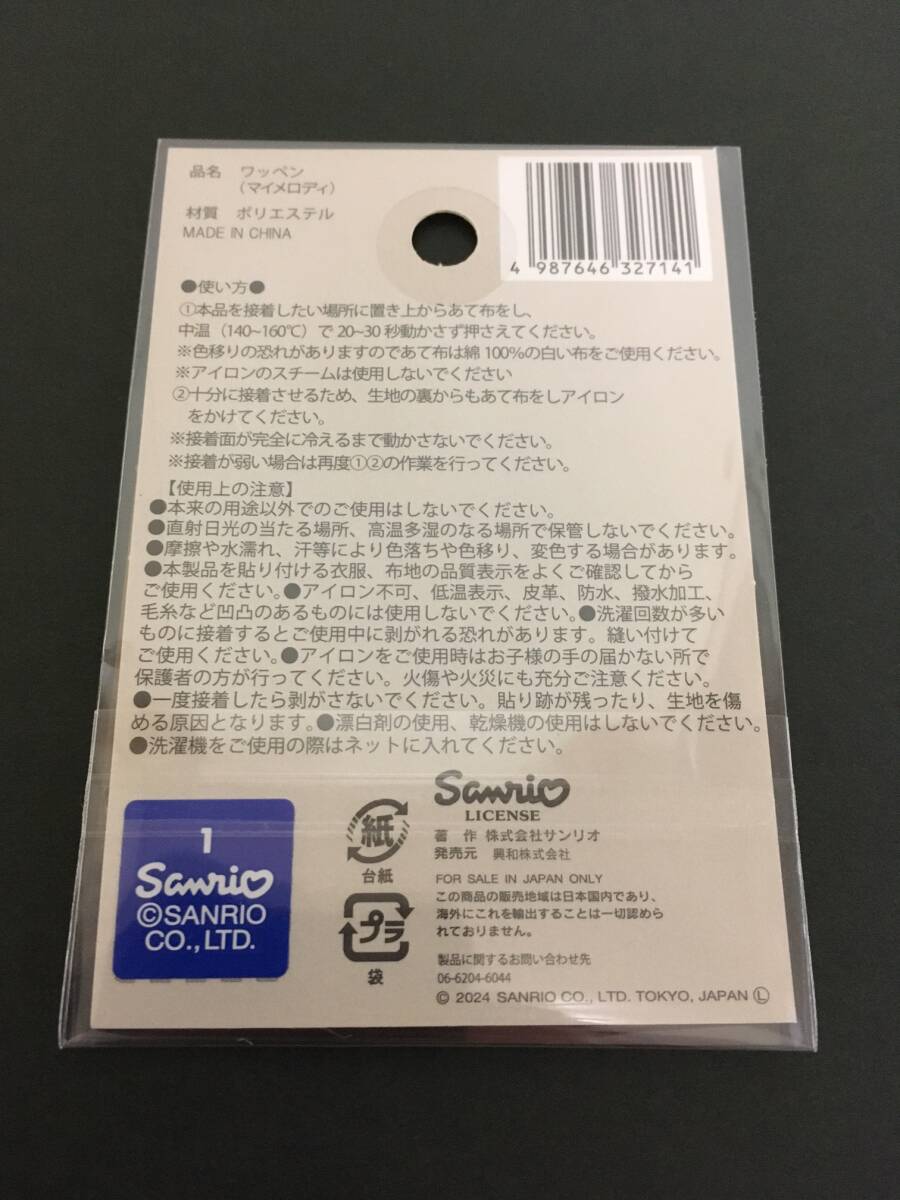 品名 ワッペン
(マイメロディ)
材質 ポリエステル
MADE IN CHINA
4 987646 327141
●使い方●
①本品を接着したい場所に置き上からあて布をし、
中温（140~160℃）で 20~30 秒動かさず押さえてください。
※色移りの恐れがありますのであて布は綿 100%の白い布をご使用ください。
※アイロンのスチームは使用しないでください
②十分に接着させるため、生地の裏からもあて布をしアイロン
をかけてください。
※接着面が完全に冷えるまで動かさないでください。
※接着が弱い場合は再度①②の作業を行ってください。
【使用上の注意】
●本来の用途以外でのご使用はしないでください。
●直射日光の当たる場所、高温多湿のなる場所で保管しないでください。
●摩擦や水濡れ、汗等により色落ちや色移り、変色する場合があります。
●本製品を貼り付ける衣服、布地の品質表示をよくご確認してから
ご使用ください。●アイロン不可、低温表示、皮革、防水、撥水加工、
毛糸など凹凸のあるものには使用しないでください。●洗濯回数が多い
ものに接着するとご使用中に剥がれる恐れがあります。縫い付けて
ご使用ください。●アイロンをご使用時はお子様の手の届かない所で
保護者の方が行ってください。火傷や火災にも充分ご注意ください。
●一度接着したら剥がさないでください。貼り跡が残ったり、生地を傷
める原因となります。●漂白剤の使用、乾燥機の使用はしないでください。
●洗濯機をご使用の際はネットに入れてください。
1
Sanrio
©SANRIO
CO.,LTD.
紙
台紙
プラ
袋
Sanrio
LICENSE
著 作 株式会社サンリオ
発売元 興和株式会社
FOR SALE IN JAPAN ONLY
この商品の販売地域は日本国内であり、
海外にこれを輸出することは一切認めら
れておりません。
製品に関するお問い合わせ先
06-6204-6044
© 2024 SANRIO CO., LTD. TOKYO, JAPAN Ⓛ